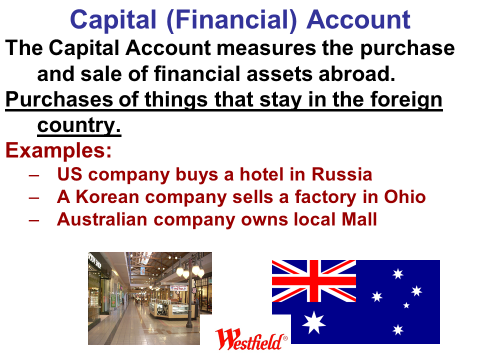 Capital (Financial) Account
The Capital Account measures the purchase
and sale of financial assets abroad.
Purchases of things that stay in the foreign
country.
Examples:
– US company buys a hotel in Russia
– A Korean company sells a factory in Ohio
– Australian company owns local Mall
Westfield®